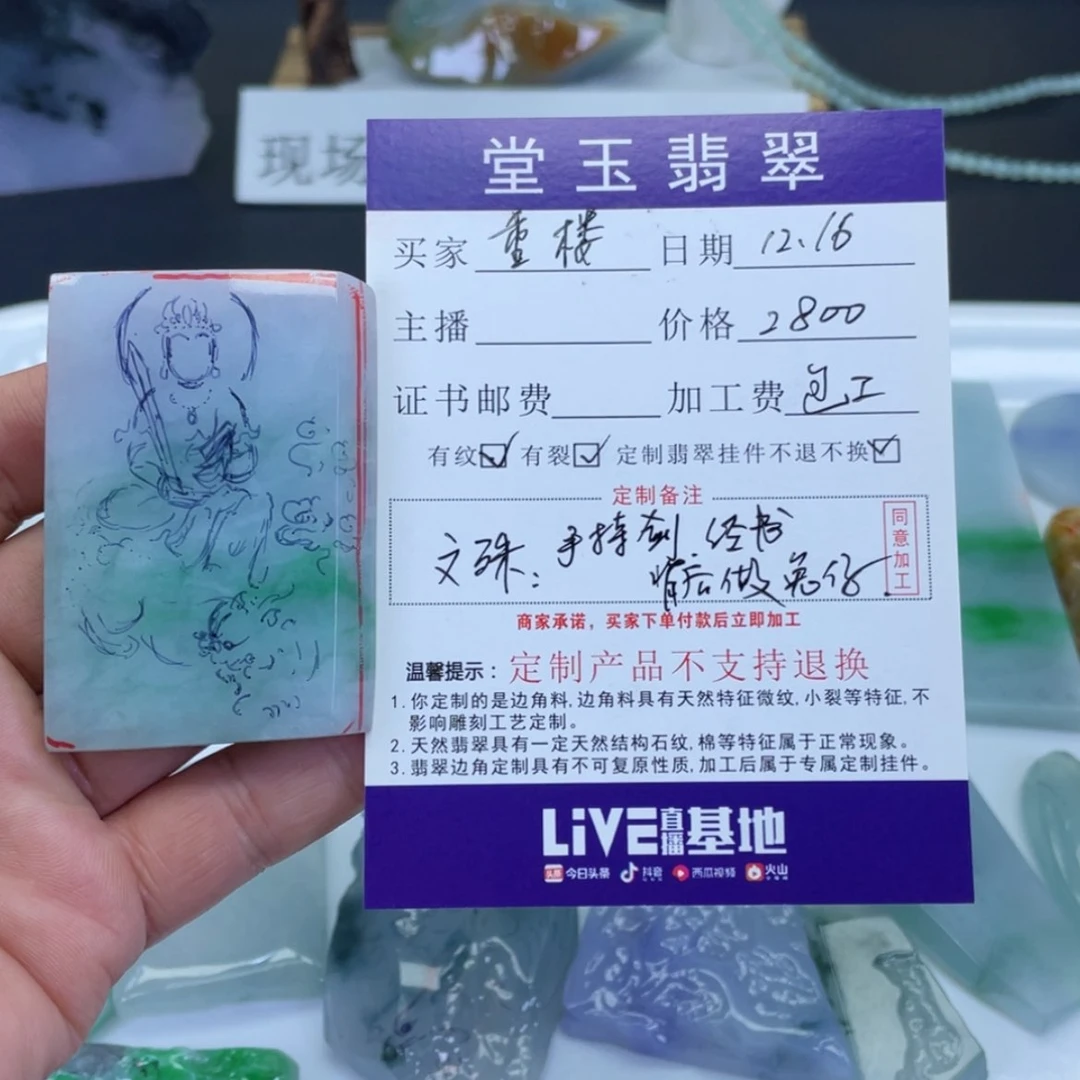 现场
堂玉翡翠
买家 重楼 日期 12.16
主播 价格 2800
证书邮费 加工费 包工
有纹☑ 有裂☑ 定制翡翠挂件不退不换☑
定制备注
文殊：手持剑 经书
背后做兔仔.
同意加工
商家承诺，买家下单付款后立即加工
温馨提示：定制产品不支持退换
1.你定制的是边角料,边角料具有天然特征微纹,小裂等特征,不
影响雕刻工艺定制。
2.天然翡翠具有一定天然结构石纹,棉等特征属于正常现象。
3.翡翠边角定制具有不可复原性质,加工后属于专属定制挂件。
LiVE直播基地
头条 今日头条 抖音 西瓜视频 火山